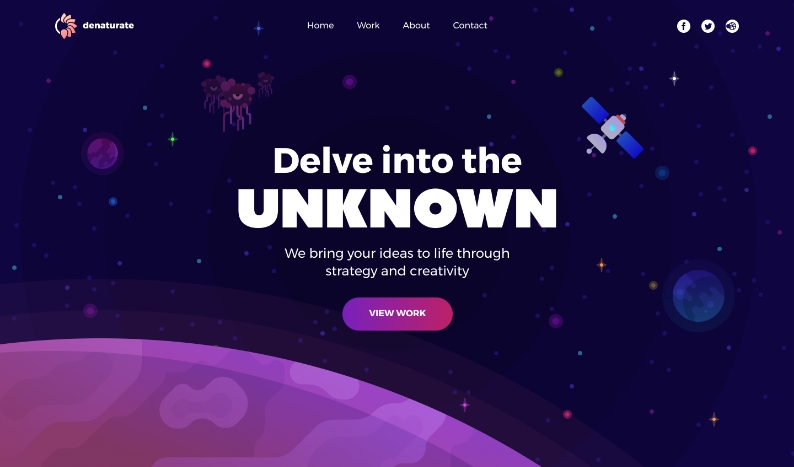 denaturate
Home Work About Contact
Delve into the
UNKNOWN
We bring your ideas to life through
strategy and creativity
VIEW WORK